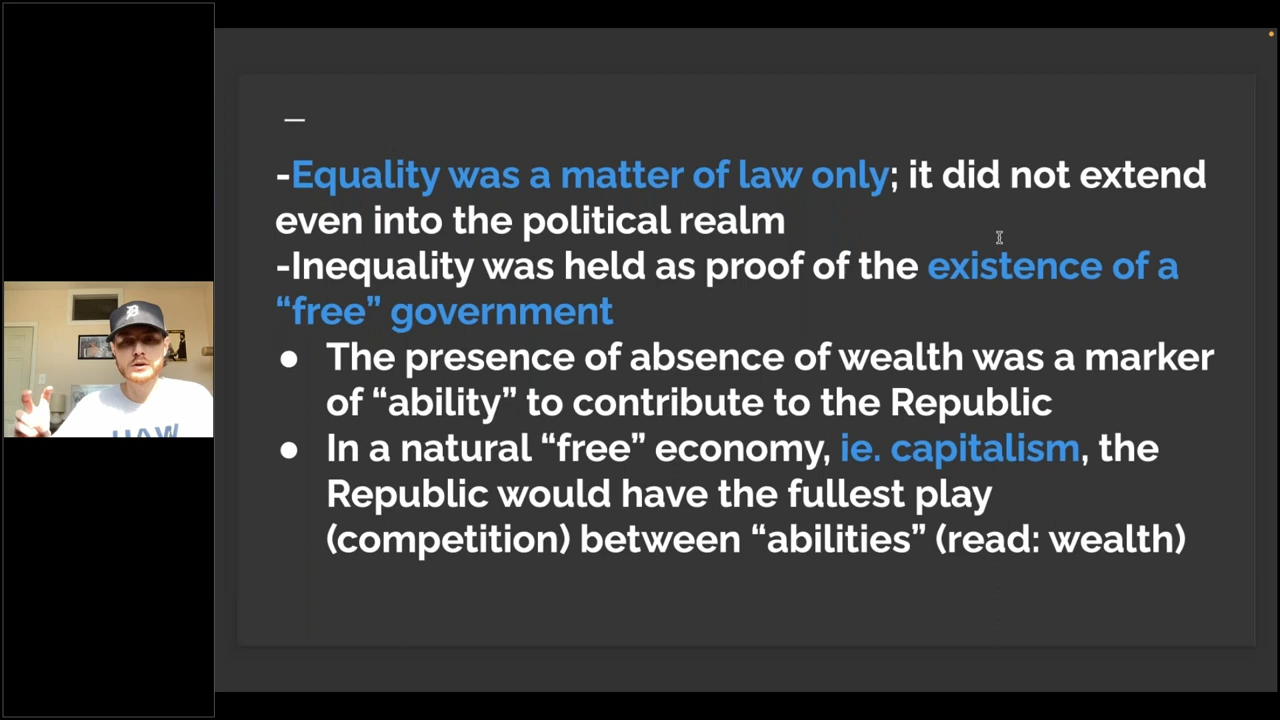 -Equality was a matter of law only; it did not extend
even into the political realm
-Inequality was held as proof of the existence of a
“free” government
● The presence of absence of wealth was a marker
of “ability” to contribute to the Republic
● In a natural “free” economy, ie. capitalism, the
Republic would have the fullest play
(competition) between “abilities” (read: wealth)
D
UAW